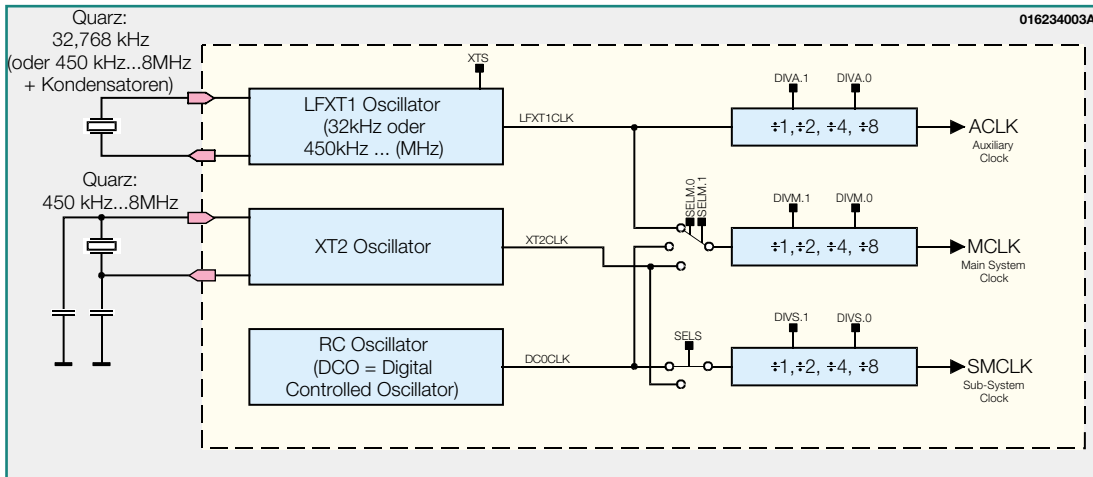 016234003A
Quarz:
32,768 kHz
(oder 450 kHz...8MHz
+ Kondensatoren)
XTS
LFXT1 Oscillator
(32kHz oder
450kHz ... (MHz)
LFXT1CLK
DIVA.1
DIVA.0
÷1,÷2, ÷4, ÷8
ACLK
Auxiliary
Clock
Quarz:
450 kHz...8MHz
XT2 Oscillator
XT2CLK
SELM.0
SELM.1
DIVM.1
DIVM.0
÷1,÷2, ÷4, ÷8
MCLK
Main System
Clock
RC Oscillator
(DCO = Digital
Controlled Oscillator)
DC0CLK
SELS
DIVS.1
DIVS.0
÷1,÷2, ÷4, ÷8
SMCLK
Sub-System
Clock